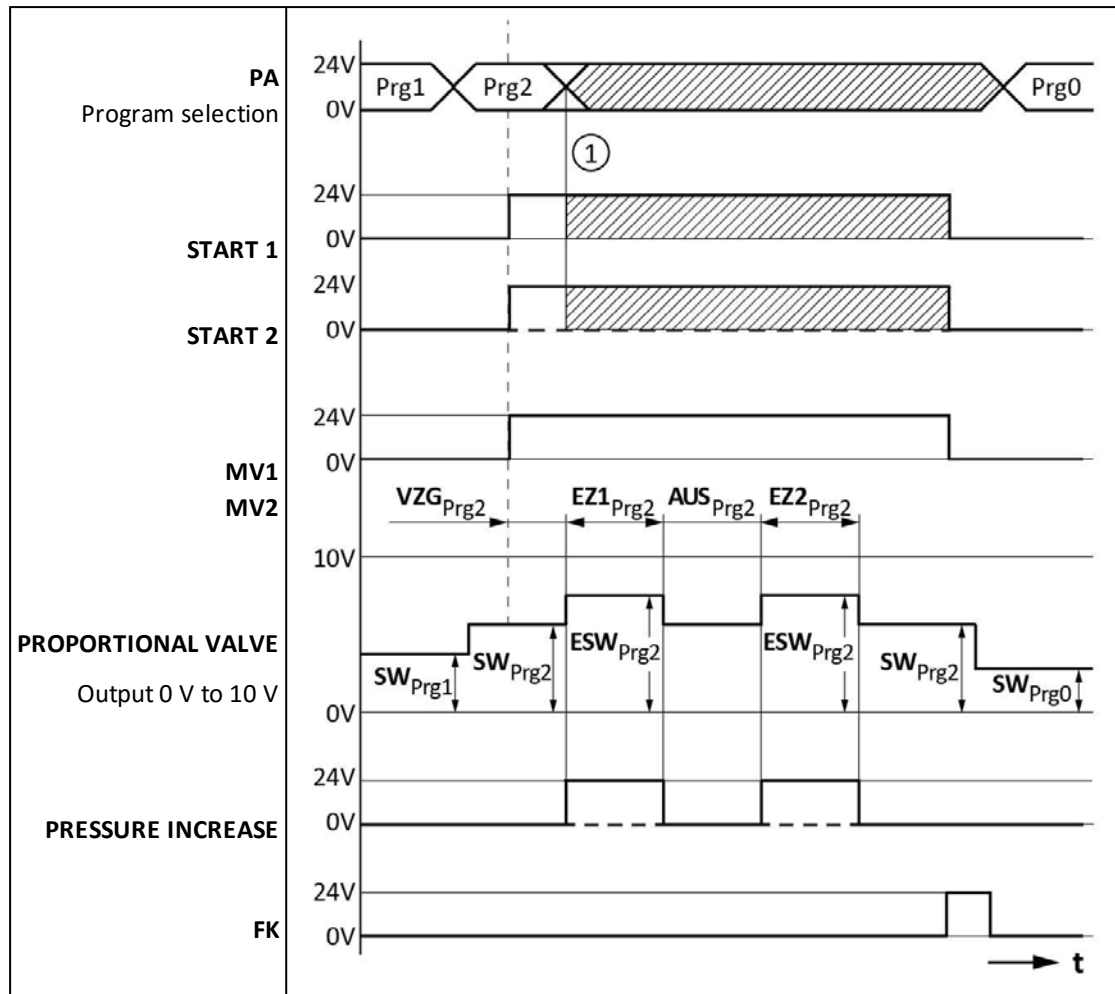 PA
Program selection
24V
0V
Prg1
Prg2
Prg0
1
START 1
24V
0V
START 2
24V
0V
MV1
MV2
24V
0V
VZGPrg2
EZ1Prg2
AUSPrg2
EZ2Prg2
PROPORTIONAL VALVE
Output 0 V to 10 V
10V
0V
SWPrg1
SWPrg2
ESWPrg2
ESWPrg2
SWPrg2
SWPrg0
PRESSURE INCREASE
24V
0V
FK
24V
0V
t